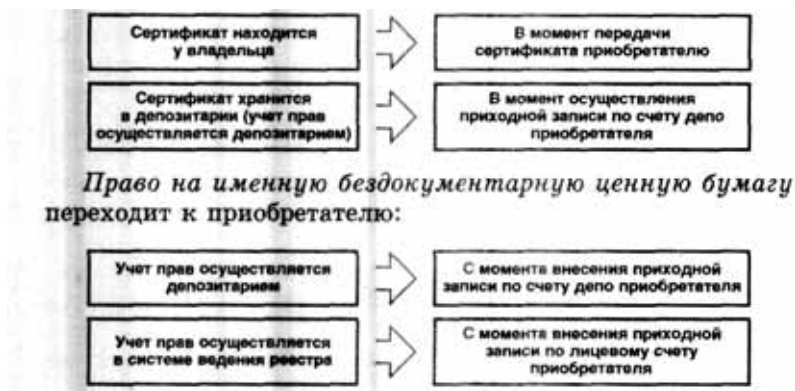 Сертификат находится
у владельца
В момент передачи
сертификата приобретателю
Сертификат хранится
в депозитарии (учет прав
осуществляется депозитарием)
В момент осуществления
приходной записи по счету депо
приобретателя
Право на именную бездокументарную ценную бумагу
переходит к приобретателю:
Учет прав осуществляется
депозитарием
С момента внесения приходной
записи по счету депо приобретателя
Учет прав осуществляется
в системе ведения реестра
С момента внесения приходной
записи по лицевому счету
приобретателя